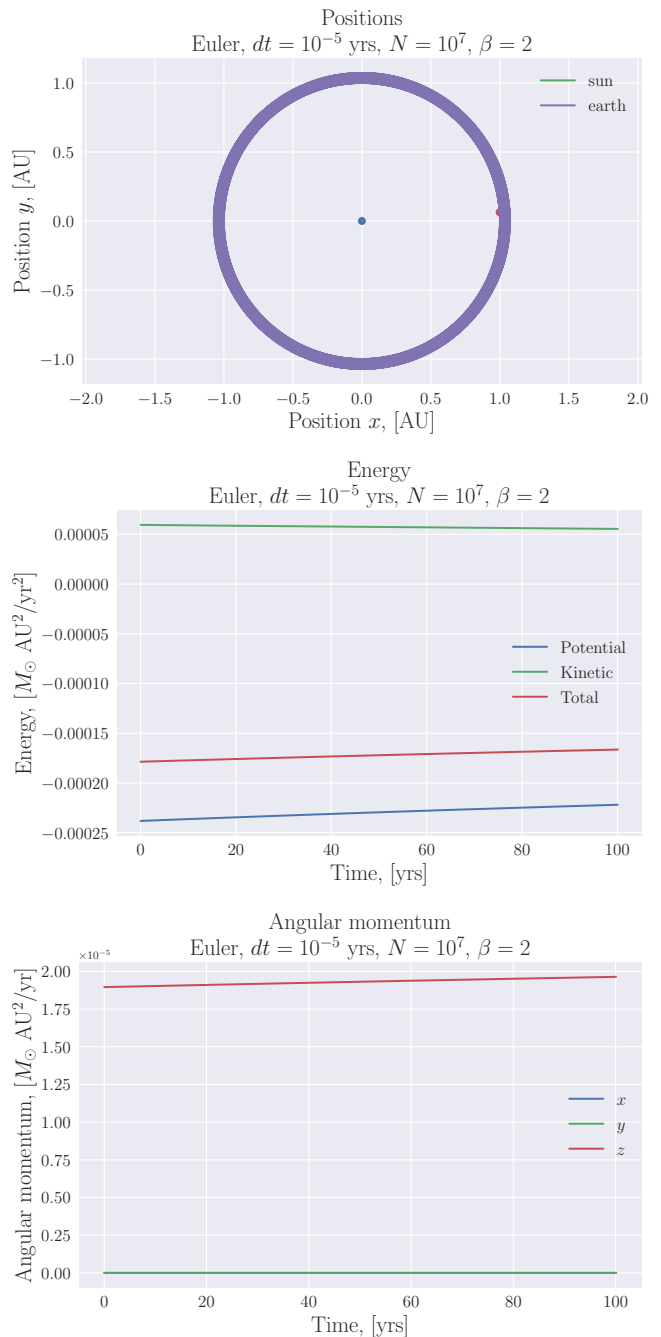 Positions
Euler, dt = 10⁻⁵ yrs, N = 10⁷, β = 2
sun
earth
Position y, [AU]
1.0
0.5
0.0
−0.5
−1.0
−2.0 −1.5 −1.0 −0.5 0.0 0.5 1.0 1.5 2.0
Position x, [AU]
Energy
Euler, dt = 10⁻⁵ yrs, N = 10⁷, β = 2
Energy, [M⊙ AU²/yr²]
0.00005
0.00000
−0.00005
−0.00010
−0.00015
−0.00020
−0.00025
Potential
Kinetic
Total
0 20 40 60 80 100
Time, [yrs]
Angular momentum
Euler, dt = 10⁻⁵ yrs, N = 10⁷, β = 2
×10⁻⁵
Angular momentum, [M⊙ AU²/yr]
2.00
1.75
1.50
1.25
1.00
0.75
0.50
0.25
0.00
x
y
z
0 20 40 60 80 100
Time, [yrs]